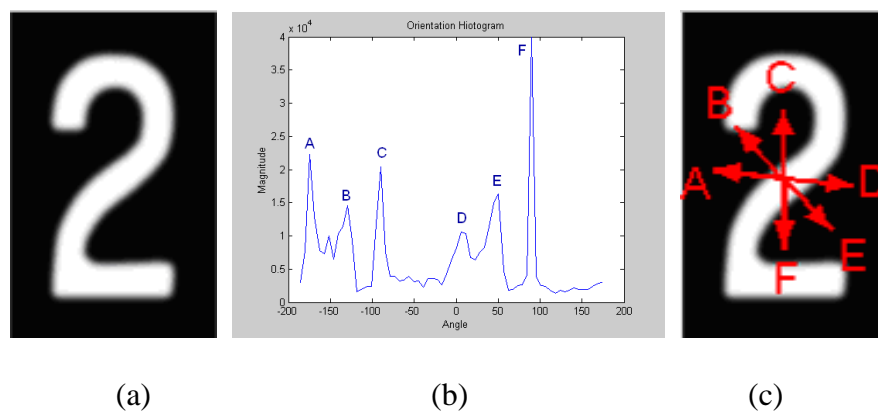 2
Orientation Histogram
x 10^4
4
3.5
3
2.5
2
1.5
1
0.5
0
Magnitude
-200 -150 -100 -50 0 50 100 150 200
Angle
A
B
C
D
E
F
2
C
B
A
D
E
F
(a) (b) (c)